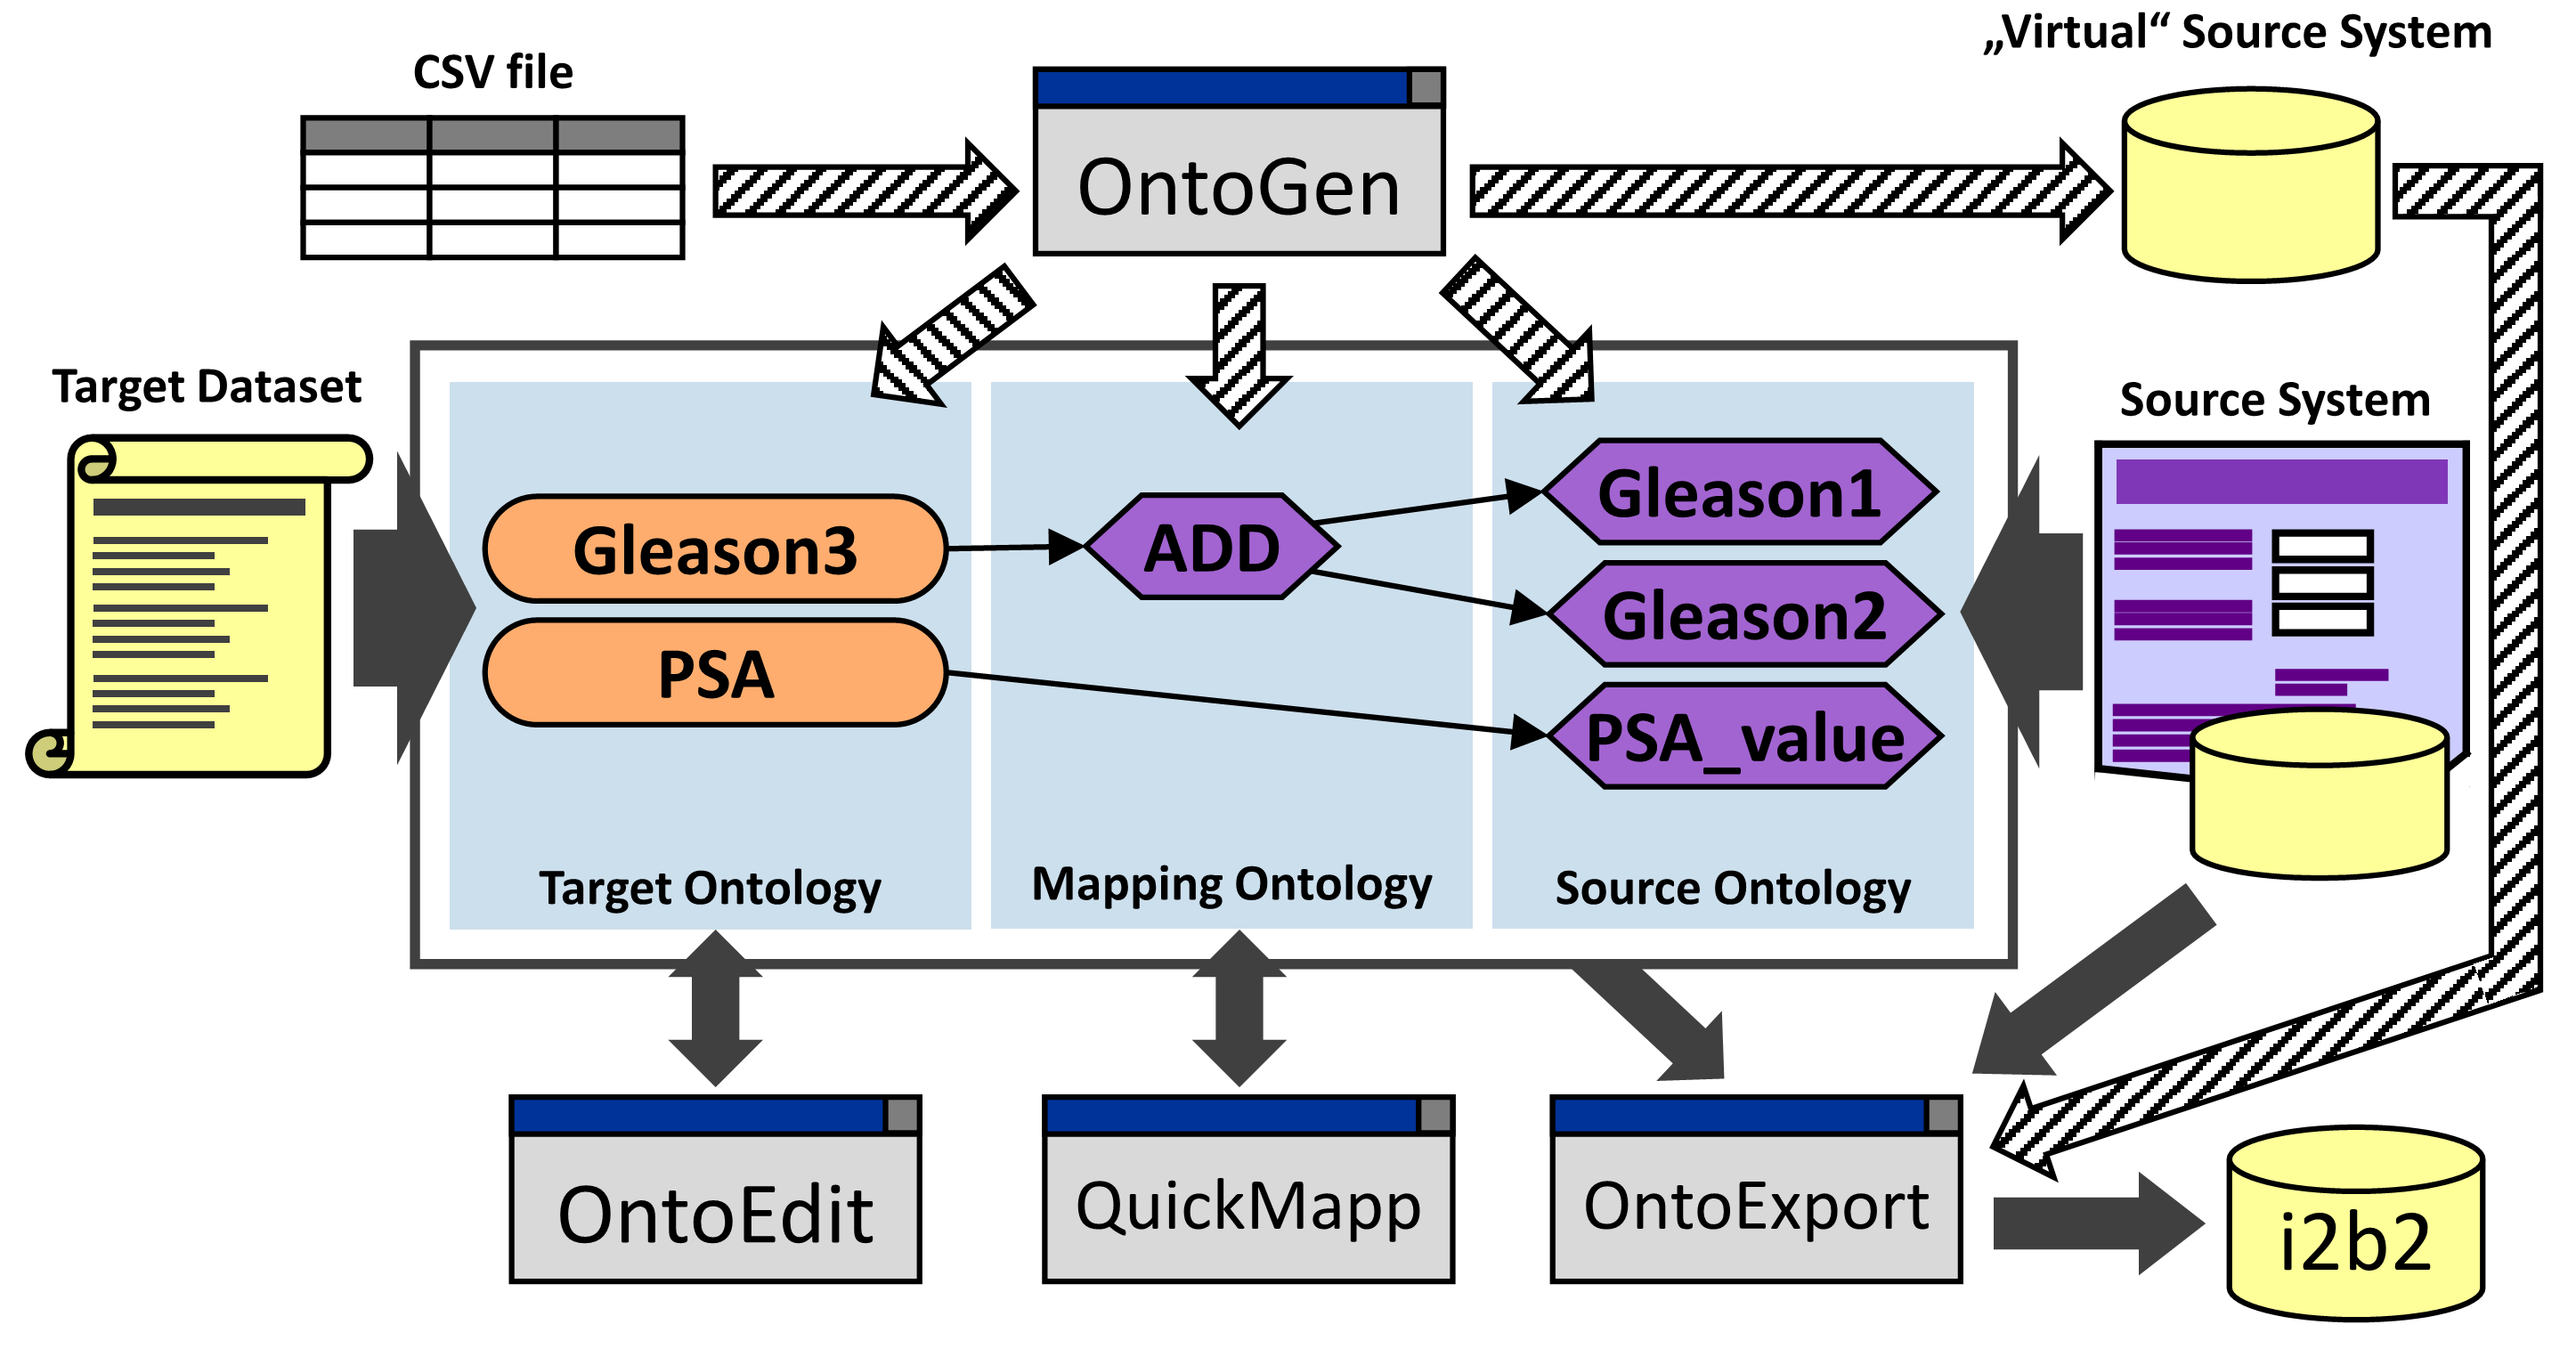 „Virtual“ Source System
CSV file
OntoGen
Target Dataset
Source System
Gleason3
ADD
Gleason1
Gleason2
PSA
PSA_value
Target Ontology
Mapping Ontology
Source Ontology
OntoEdit
QuickMapp
OntoExport
i2b2